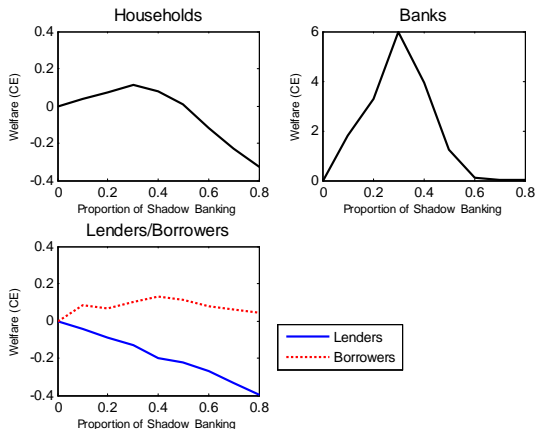 Households
0.4
0.2
0
-0.2
-0.4
Welfare (CE)
0 0.2 0.4 0.6 0.8
Proportion of Shadow Banking
Banks
6
4
2
0
Welfare (CE)
0 0.2 0.4 0.6 0.8
Proportion of Shadow Banking
Lenders/Borrowers
0.4
0.2
0
-0.2
-0.4
Welfare (CE)
0 0.2 0.4 0.6 0.8
Proportion of Shadow Banking
Lenders
Borrowers